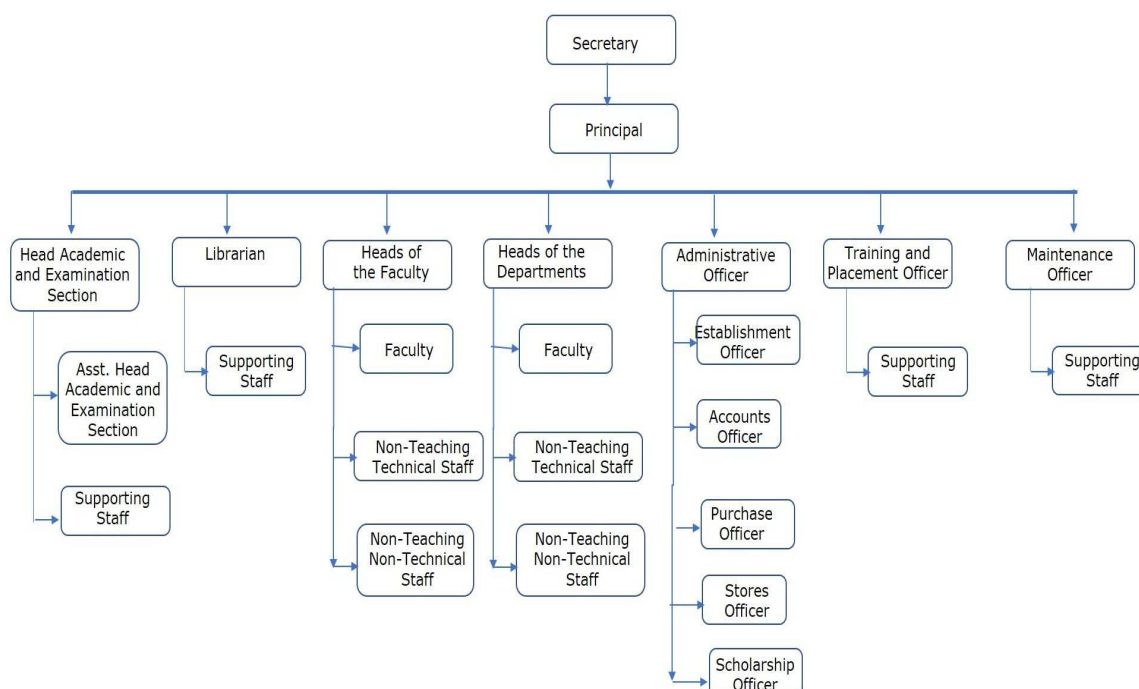 Secretary
Principal
Head Academic
and Examination
Section
Librarian
Heads of
the Faculty
Heads of the
Departments
Administrative
Officer
Training and
Placement Officer
Maintenance
Officer
Asst. Head
Academic and
Examination
Section
Supporting
Staff
Supporting
Staff
Faculty
Non-Teaching
Technical Staff
Non-Teaching
Non-Technical
Staff
Faculty
Non-Teaching
Technical Staff
Non-Teaching
Non-Technical
Staff
Establishment
Officer
Accounts
Officer
Purchase
Officer
Stores
Officer
Scholarship
Officer
Supporting
Staff
Supporting
Staff